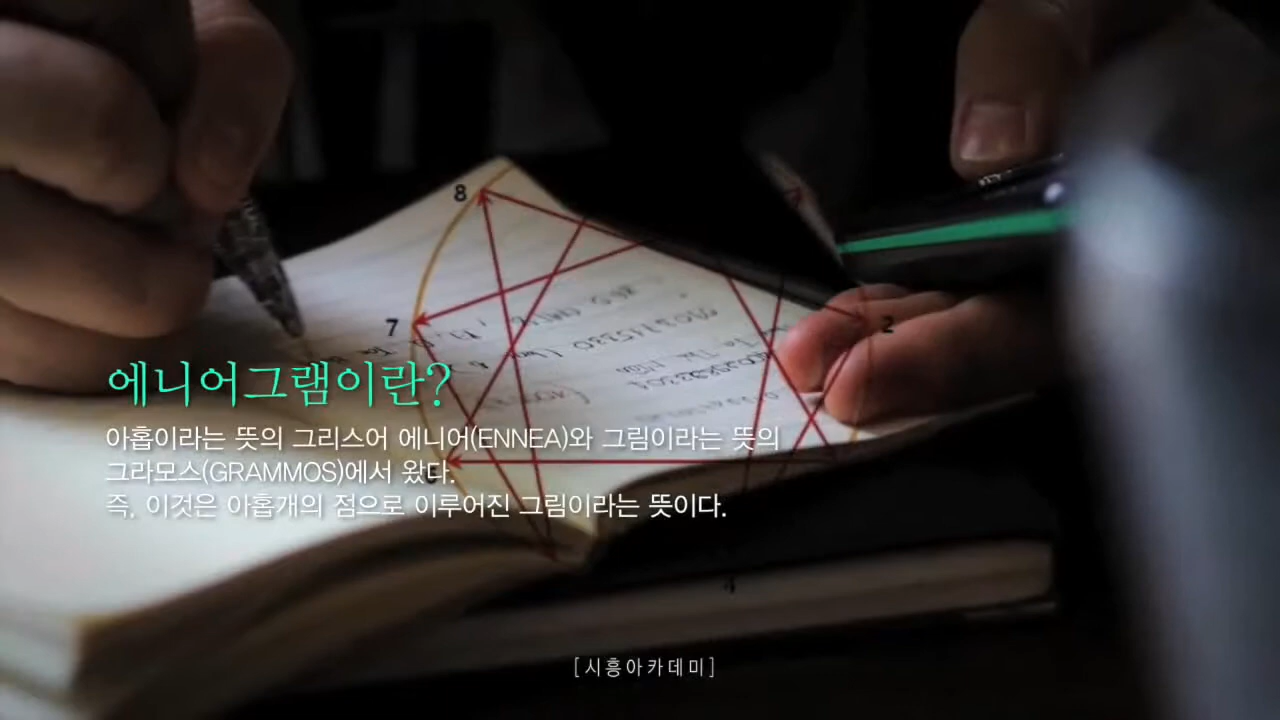 8
7
2
에니어그램이란?
아홉이라는 뜻의 그리스어 에니어(ENNEA)와 그림이라는 뜻의
그라모스(GRAMMOS)에서 왔다.
즉, 이것은 아홉개의 점으로 이루어진 그림이라는 뜻이다.
4
[시흥아카데미]